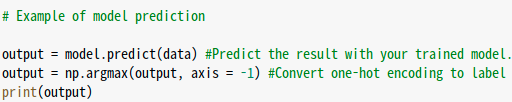 # Example of model prediction
output = model.predict(data) #Predict the result with your trained model.
output = np.argmax(output, axis = -1) #Convert one-hot encoding to label
print(output)